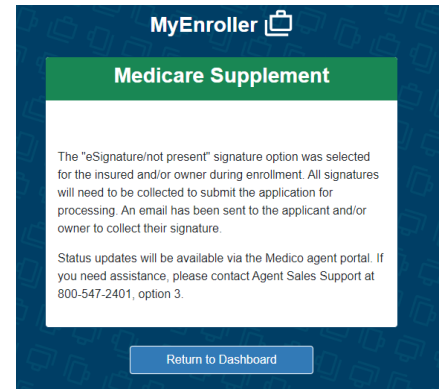 MyEnroller
Medicare Supplement
The "eSignature/not present" signature option was selected
for the insured and/or owner during enrollment. All signatures
will need to be collected to submit the application for
processing. An email has been sent to the applicant and/or
owner to collect their signature.
Status updates will be available via the Medico agent portal. If
you need assistance, please contact Agent Sales Support at
800-547-2401, option 3.
Return to Dashboard